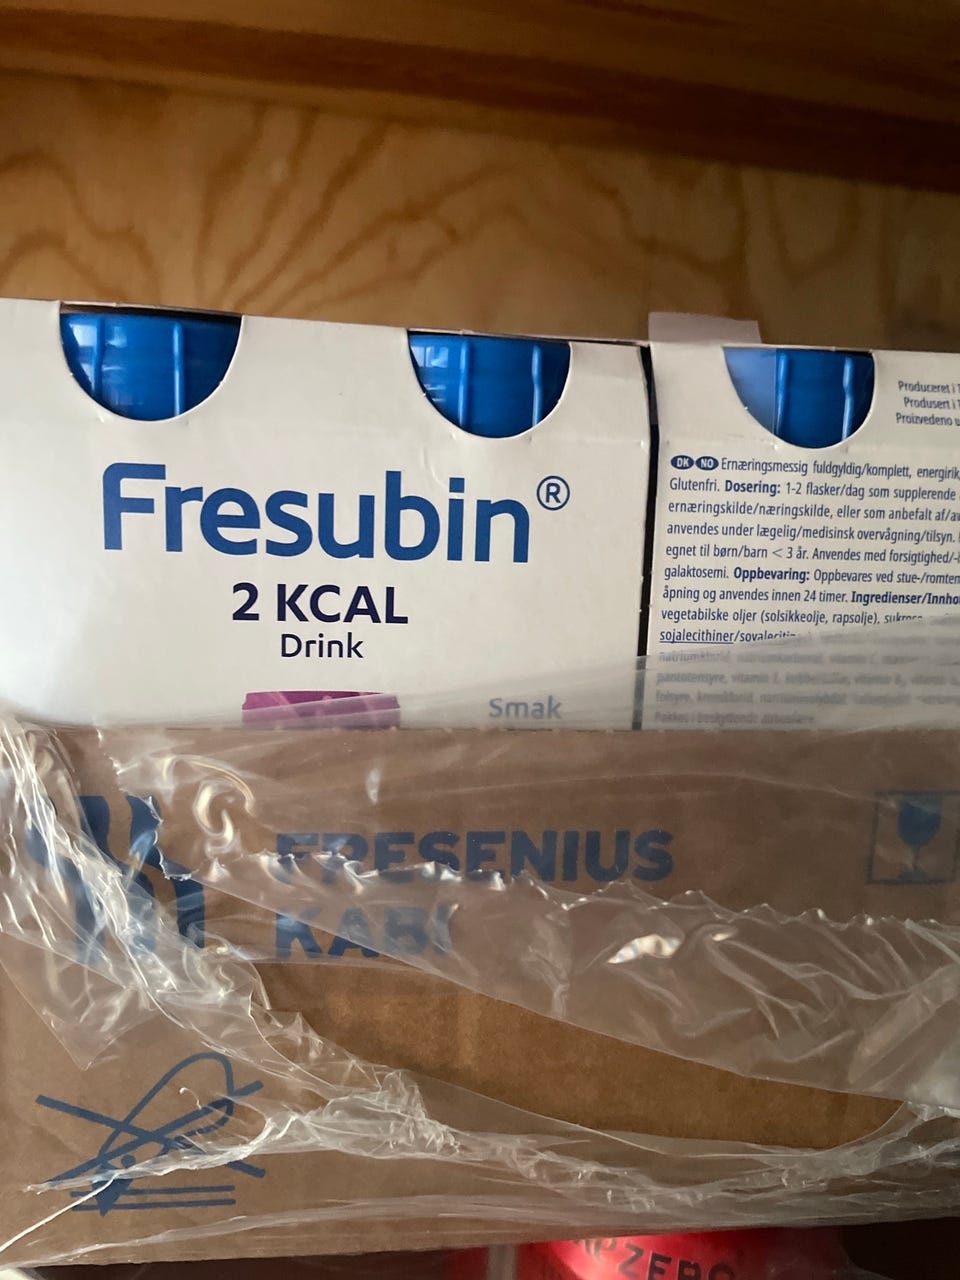 Fresubin®
2 KCAL
Drink
Smak
Produceret i
Produsert i
Proizvedeno u
DK NO Ernæringsmessig fuldgyldig/komplett, energirik
Glutenfri. Dosering: 1-2 flasker/dag som supplerende
ernæringskilde/næringskilde, eller som anbefalt af/av
anvendes under lægelig/medisinsk overvågning/tilsyn.
egnet til børn/barn < 3 år. Anvendes med forsigtighed/
galaktosemi. Oppbevaring: Oppbevares ved stue-/romtem
åpning og anvendes innen 24 timer. Ingredienser/Innho
vegetabilske oljer (solsikkeolje, rapsolje),
FRESENIUS
KABI
ZERO